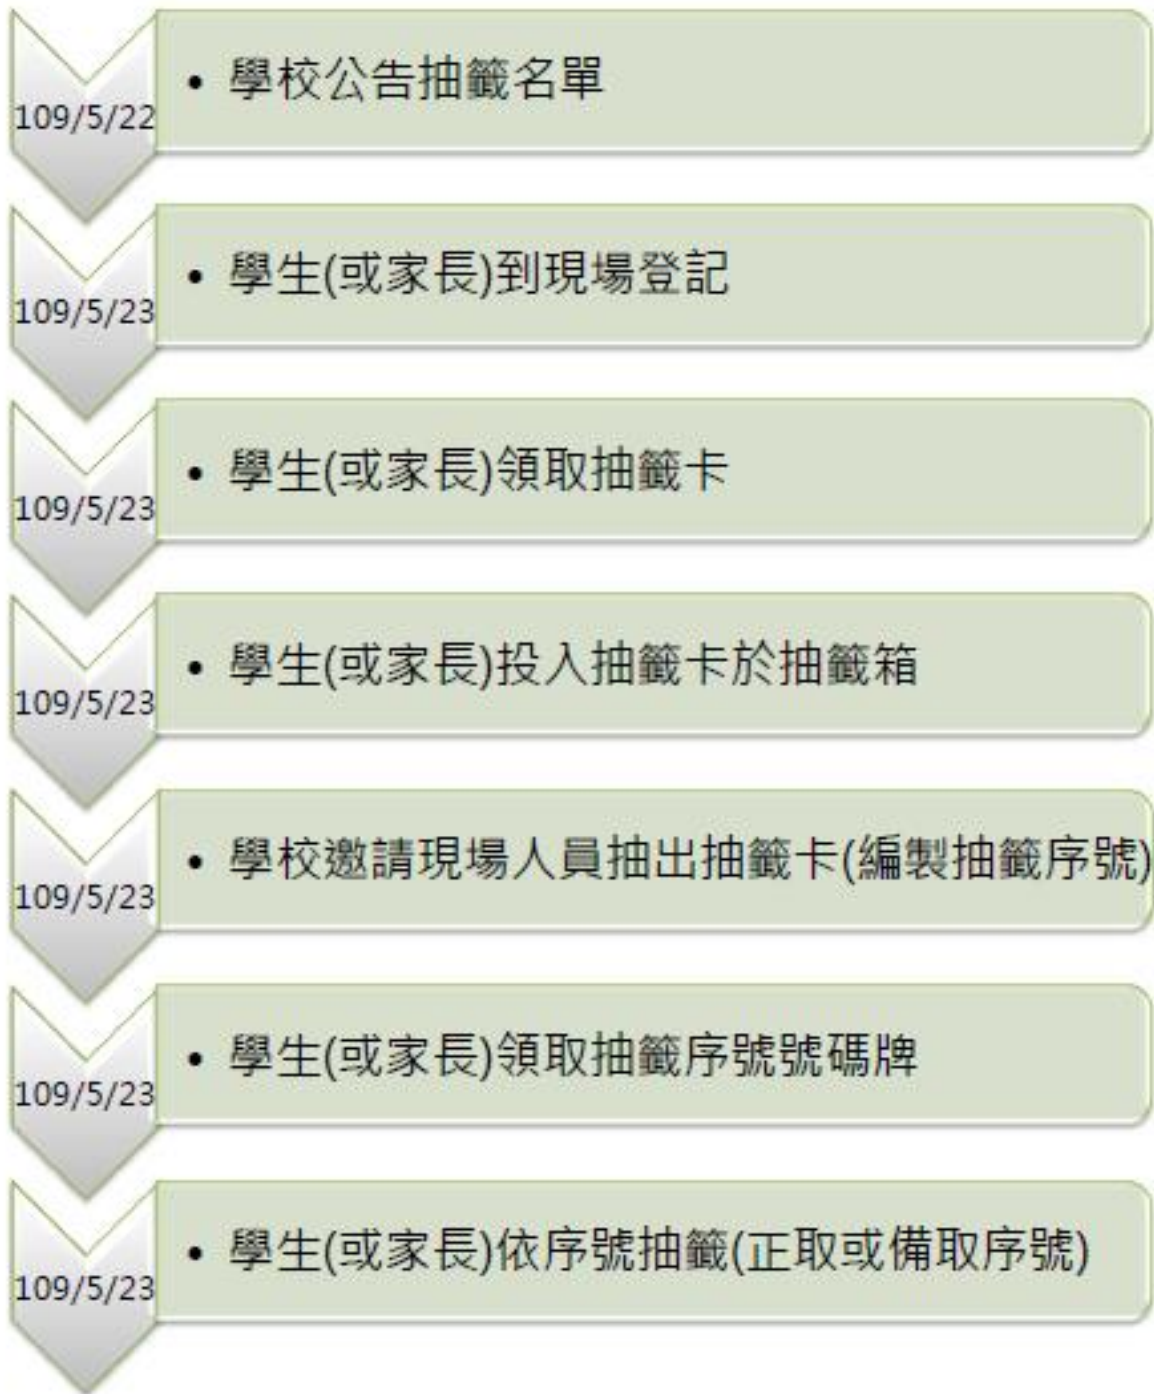 109/5/22
• 學校公告抽籤名單
109/5/23
• 學生(或家長)到現場登記
109/5/23
• 學生(或家長)領取抽籤卡
109/5/23
• 學生(或家長)投入抽籤卡於抽籤箱
109/5/23
• 學校邀請現場人員抽出抽籤卡(編製抽籤序號)
109/5/23
• 學生(或家長)領取抽籤序號號碼牌
109/5/23
• 學生(或家長)依序號抽籤(正取或備取序號)